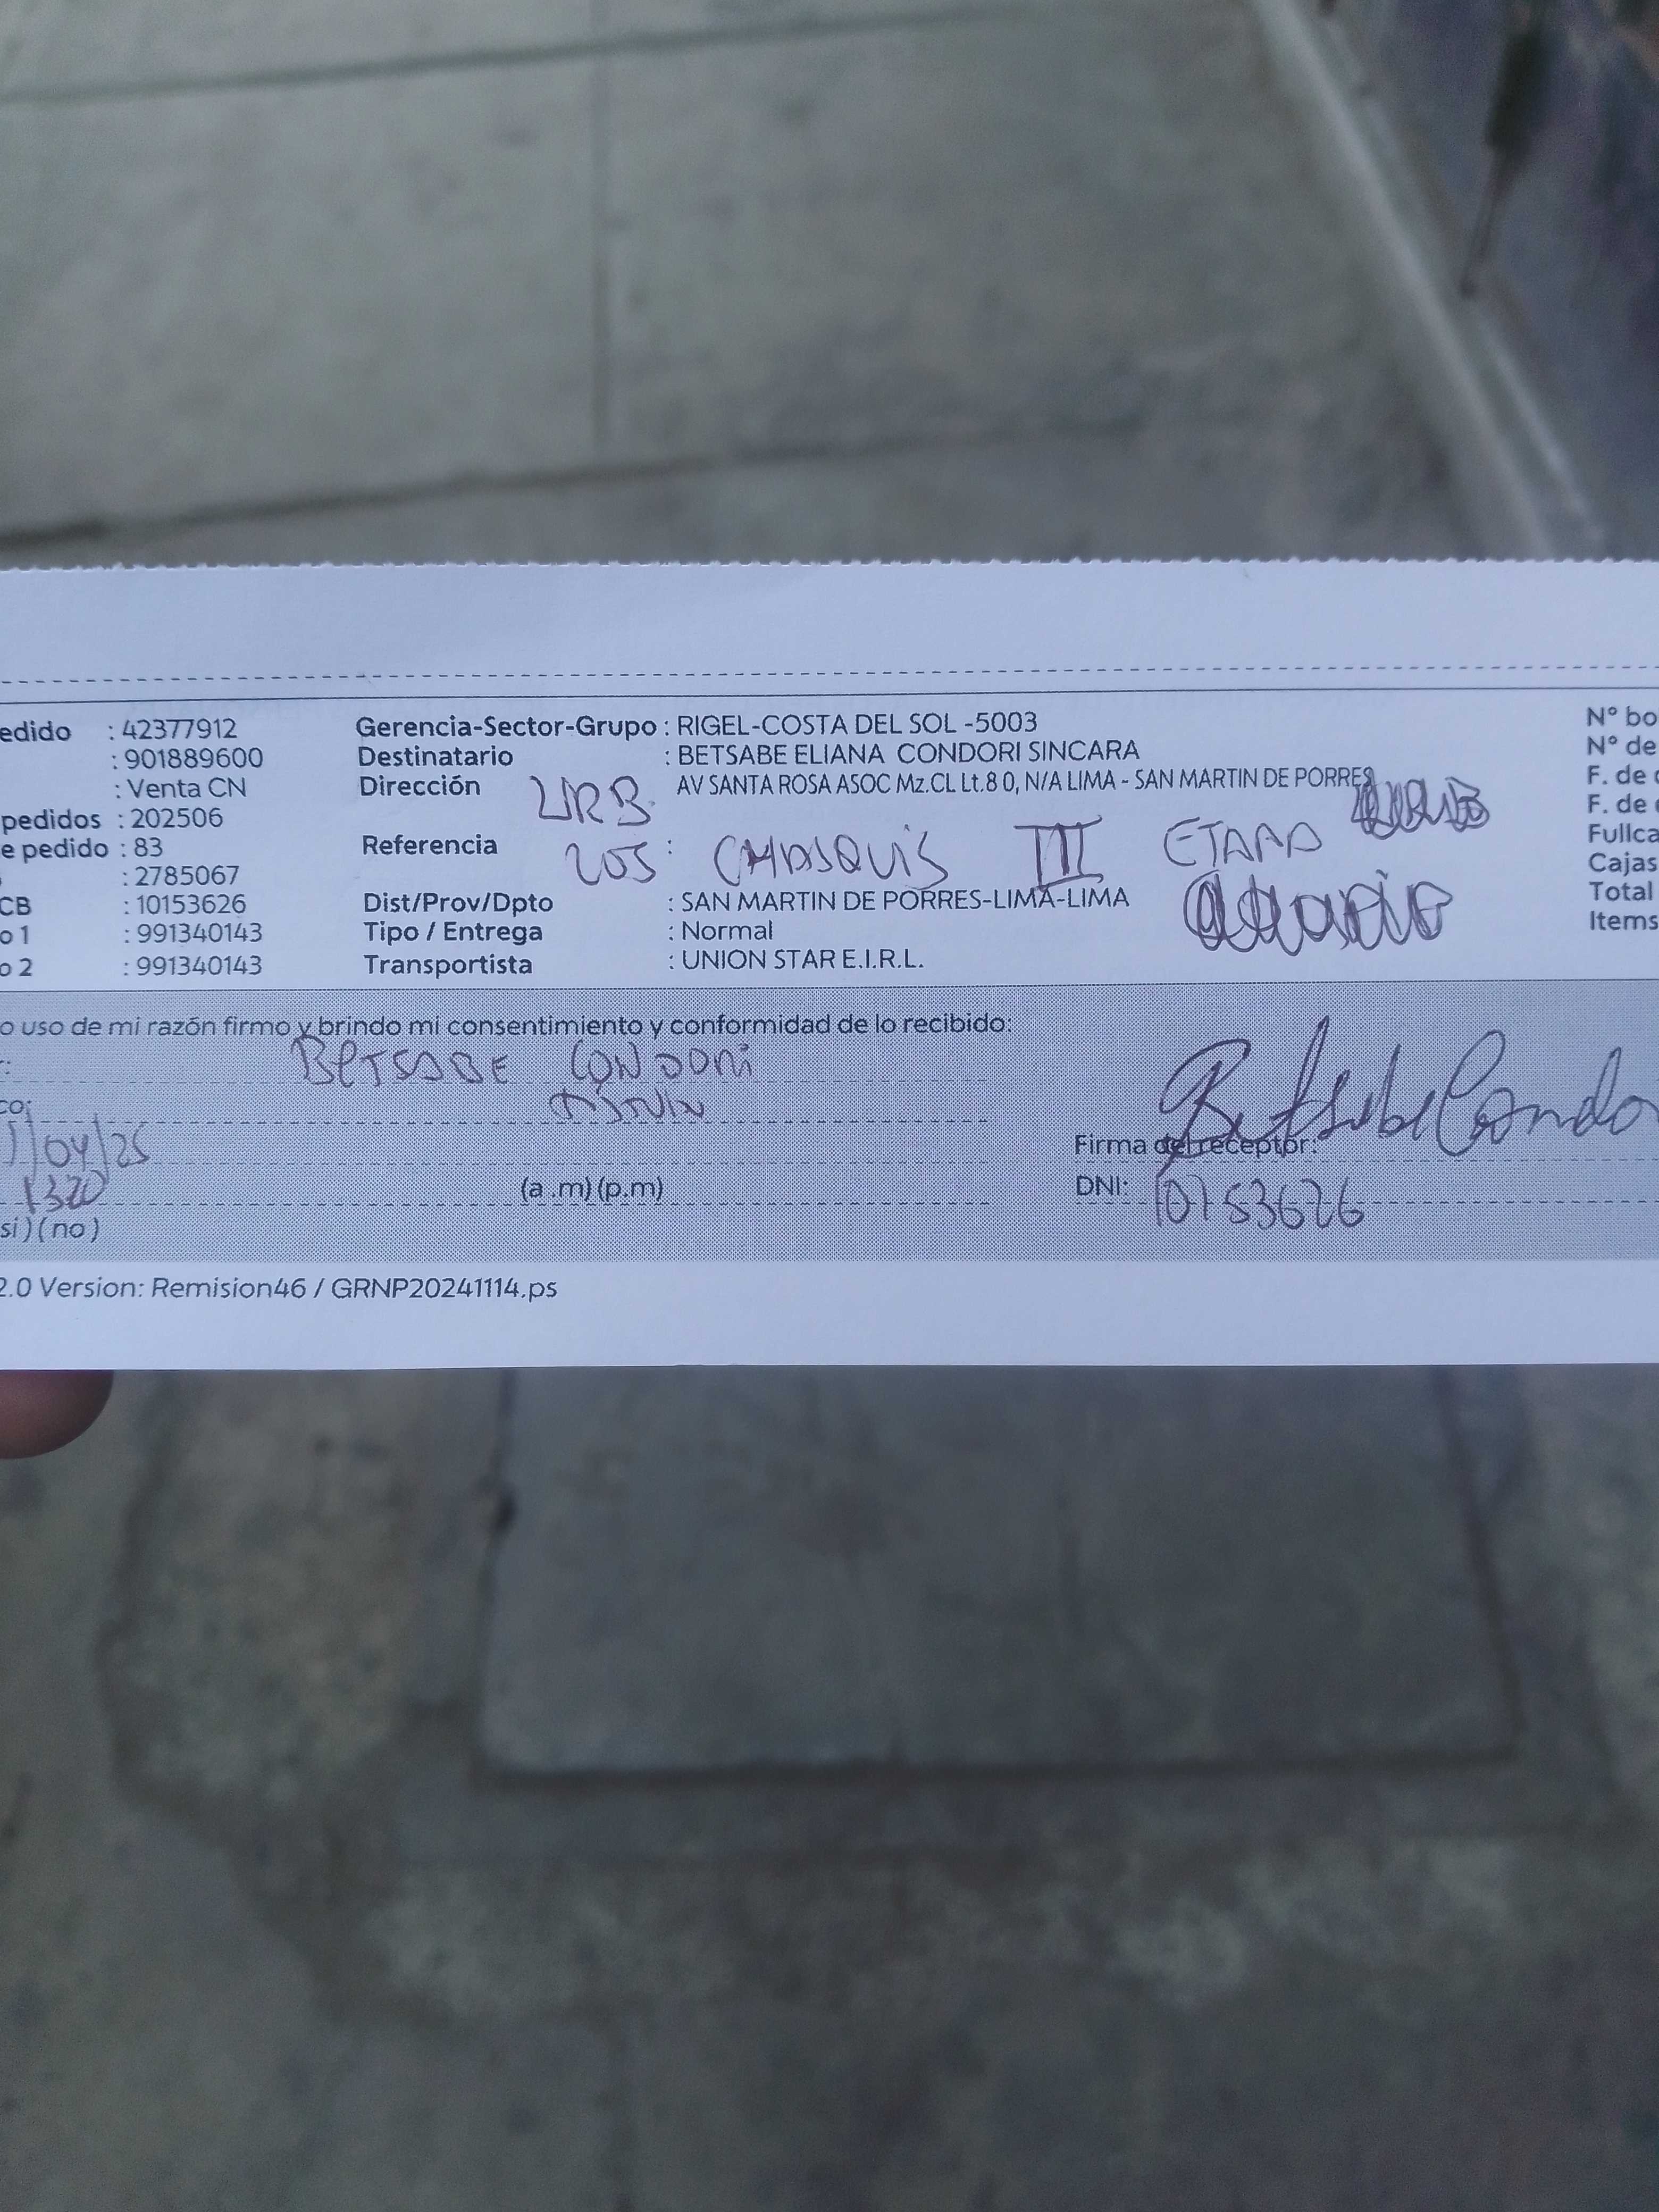 edido : 42377912 Gerencia-Sector-Grupo : RIGEL-COSTA DEL SOL -5003 N° bo
: 901889600 Destinatario : BETSABE ELIANA CONDORI SINCARA N° de
: Venta CN Dirección : AV SANTA ROSA ASOC Mz.CL Lt.8 0, N/A LIMA - SAN MARTIN DE PORRES F. de
URB.
pedidos : 202506 F. de
e pedido : 83 Referencia : LOS CHASQUIS III ETAPA Fullca
: 2785067 Cajas
CB : 10153626 Dist/Prov/Dpto : SAN MARTIN DE PORRES-LIMA-LIMA Total
o 1 : 991340143 Tipo / Entrega : Normal Items
o 2 : 991340143 Transportista : UNION STAR E.I.R.L.
o uso de mi razón firmo y brindo mi consentimiento y conformidad de lo recibido:
r: BETSABE CONDORI
co:
/04/25 Firma del receptor: Betsabe Condo
1320 (a .m) (p.m) DNI: 10153626
si) ( no )
2.0 Version: Remision46 / GRNP20241114.ps